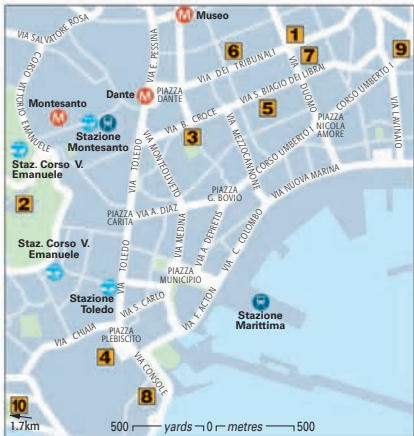 M Museo
VIA SALVATORE ROSA
VIA E. PESSINA
1
6
7
9
VIA DEI TRIBUNALI
CORSO VITTORIO EMANUELE
Montesanto
M
Dante M
PIAZZA
DANTE
VIA S. BIAGIO DEI LIBRAI
VIA DUOMO
CORSO UMBERTO I
VIA LAVINAIO
Stazione
Montesanto
VIA B. CROCE
5
3
PIAZZA
NICOLA
AMORE
Staz. Corso V.
Emanuele
VIA TOLEDO
VIA MONTEOLIVETO
VIA MEZZOCANNONE
CORSO UMBERTO I
VIA NUOVA MARINA
2
PIAZZA
G. BOVIO
PIAZZA
CARITA
VIA A. DIAZ
VIA MEDINA
VIA A. DEPRETIS
VIA C. COLOMBO
Staz. Corso V.
Emanuele
VIA TOLEDO
PIAZZA
MUNICIPIO
Stazione
Toledo
VIA S. CARLO
VIA F. ACTON
Stazione
Marittima
VIA CHIAIA
PIAZZA
PLEBISCITO
4
VIA CONSOLE
8
10
1.7km
500 yards 0 metres 500